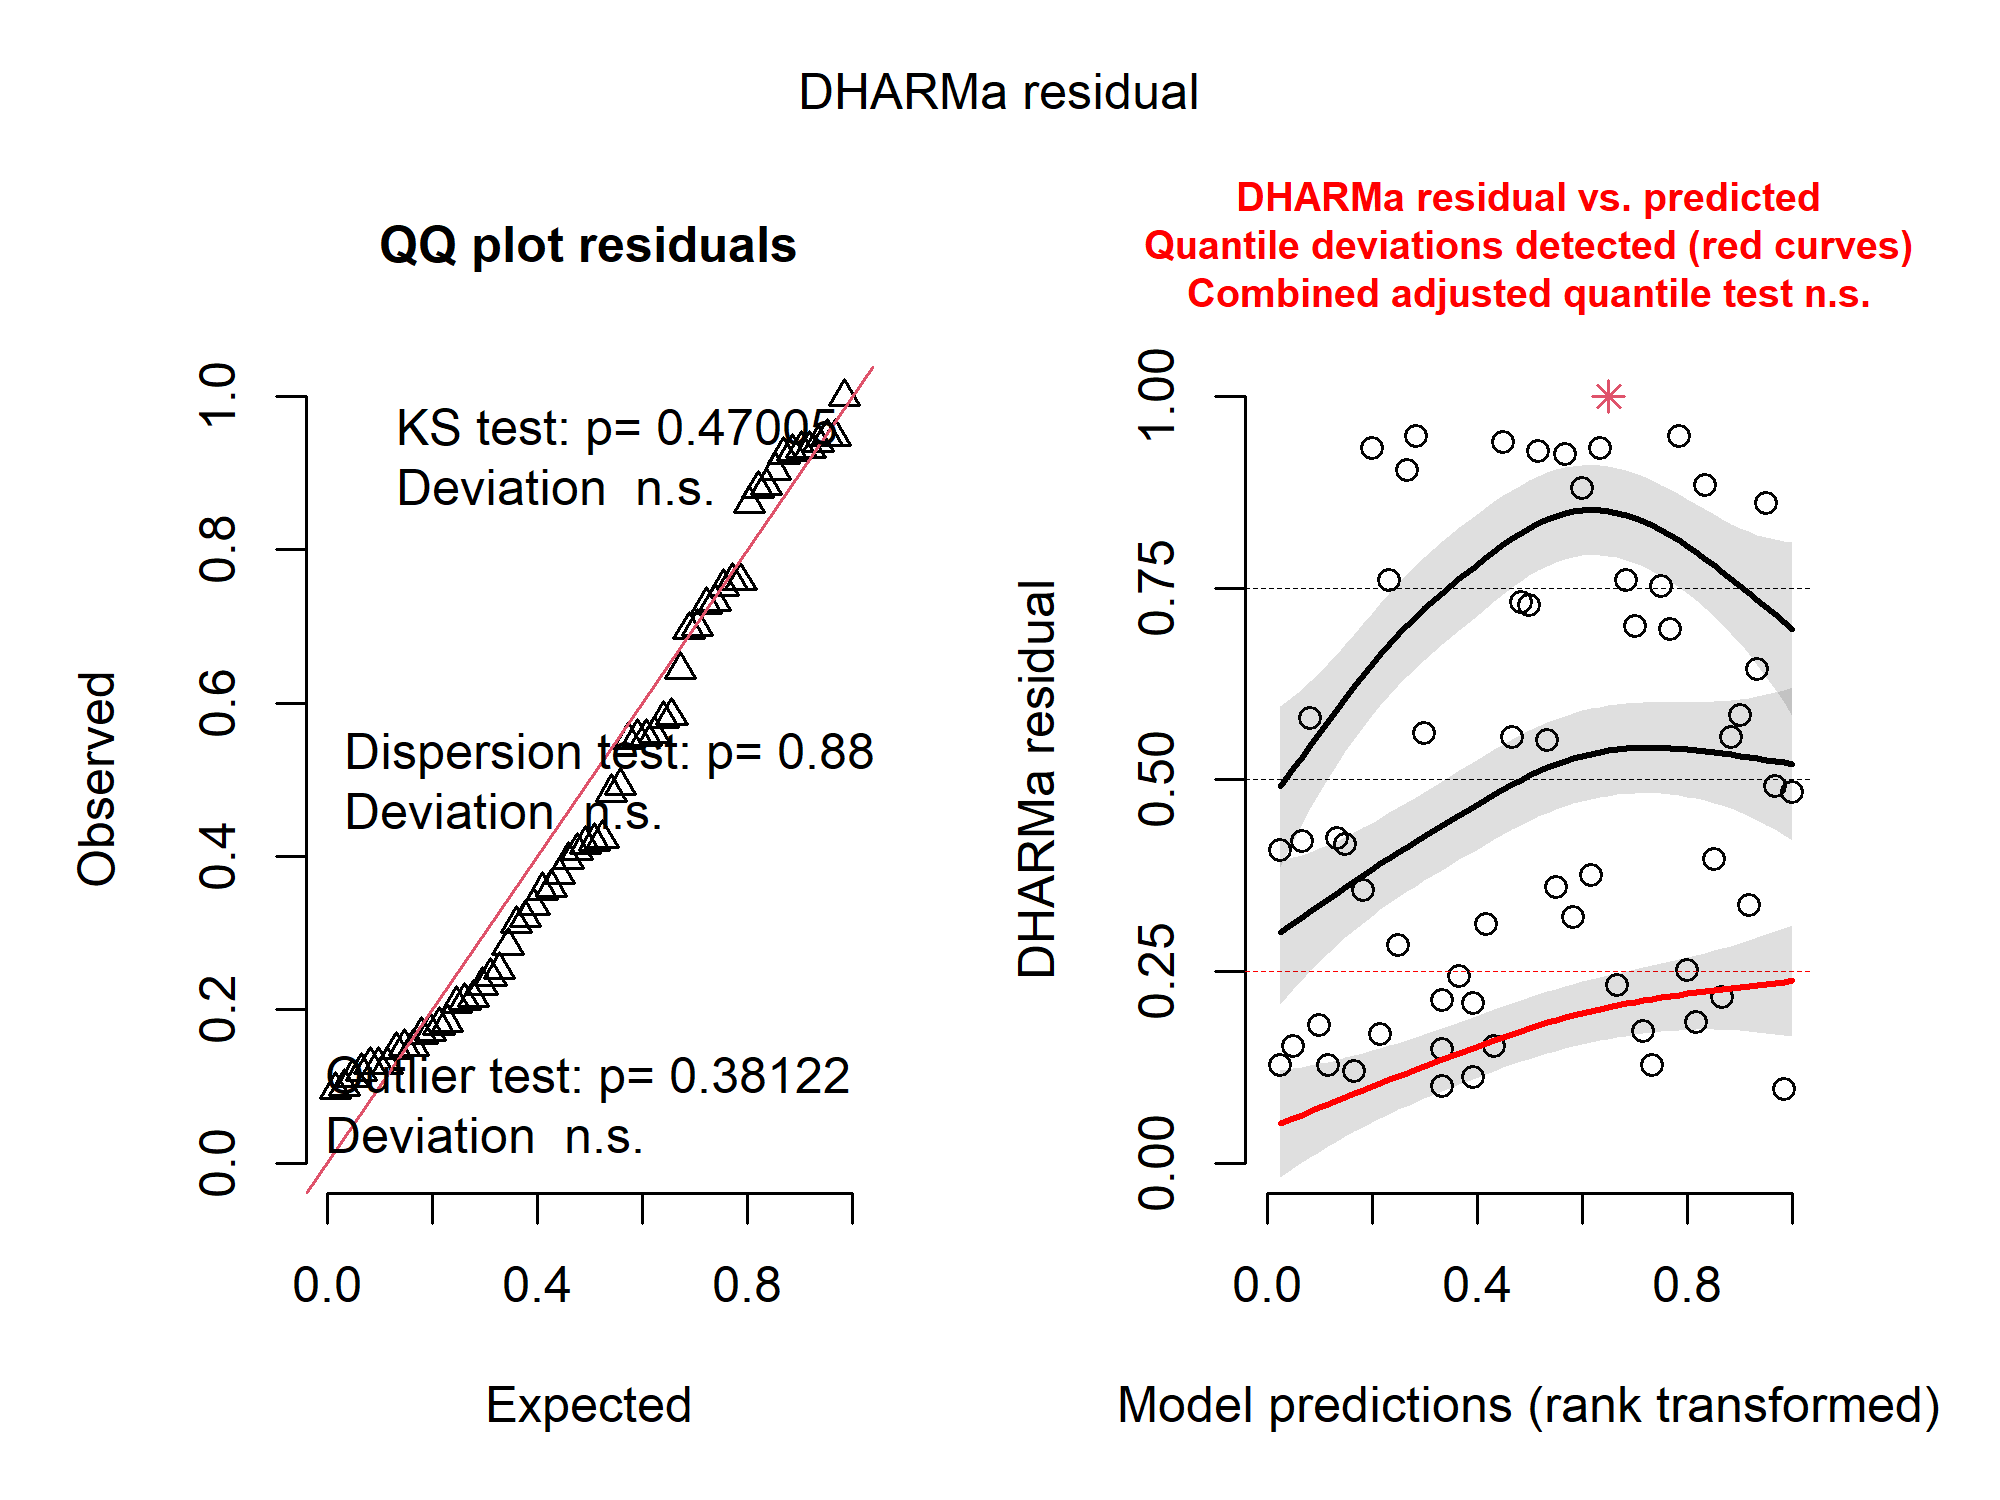 DHARMa residual
QQ plot residuals
KS test: p= 0.47005
Deviation  n.s.
Dispersion test: p= 0.88
Deviation  n.s.
Outlier test: p= 0.38122
Deviation  n.s.
Observed
0.0
0.2
0.4
0.6
0.8
1.0
0.0
0.4
0.8
Expected
DHARMa residual vs. predicted
Quantile deviations detected (red curves)
Combined adjusted quantile test n.s.
DHARMa residual
0.00
0.25
0.50
0.75
1.00
0.0
0.4
0.8
Model predictions (rank transformed)